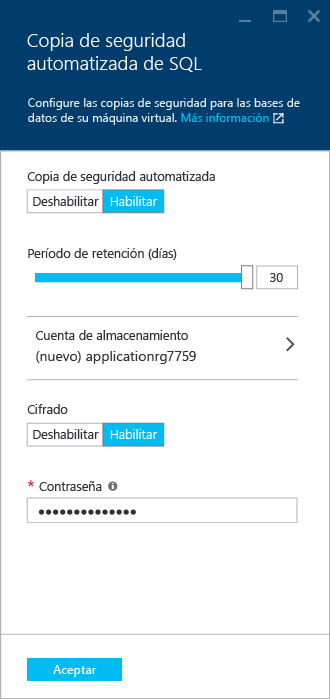 Copia de seguridad
automatizada de SQL
Configure las copias de seguridad para las bases de
datos de su máquina virtual. Más información
Copia de seguridad automatizada
Deshabilitar Habilitar
Período de retención (días)
30
Cuenta de almacenamiento
(nuevo) applicationrg7759
Cifrado
Deshabilitar Habilitar
* Contraseña
••••••••••••••
Aceptar